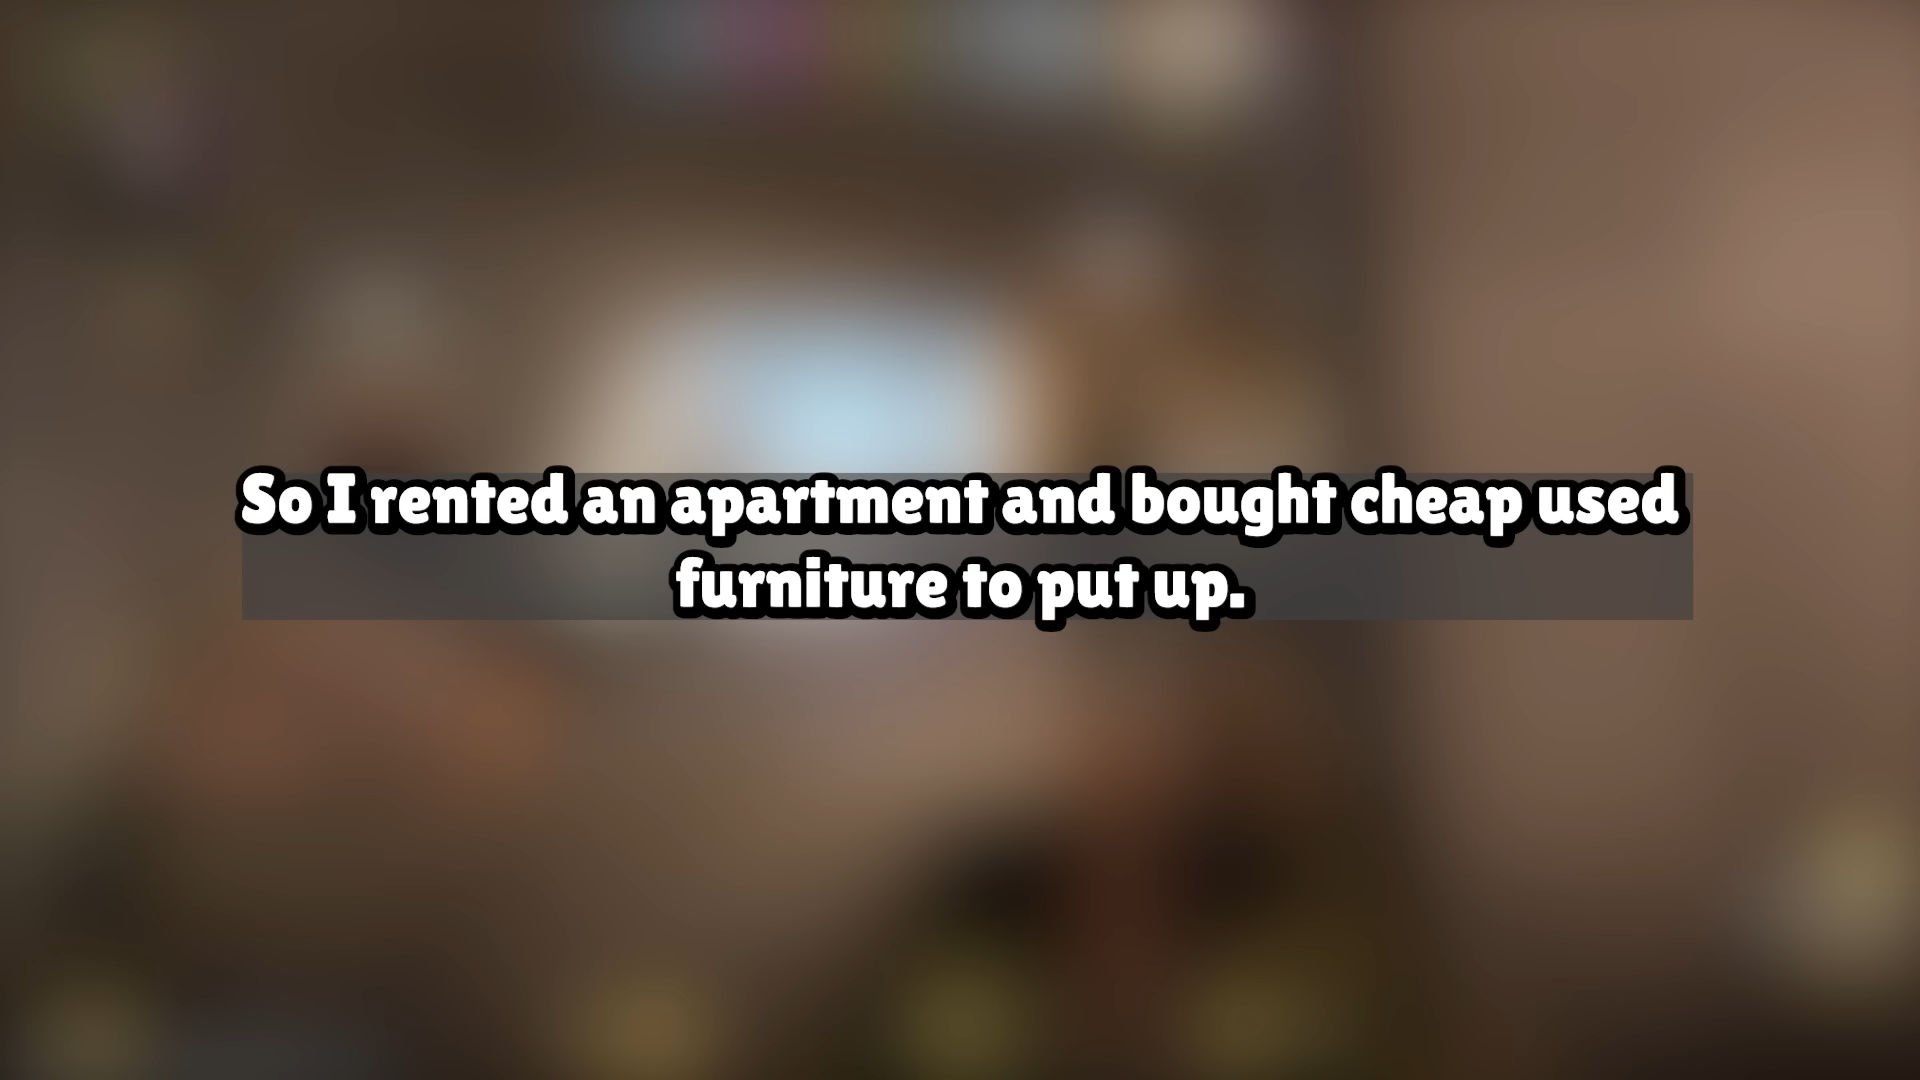 So I rented an apartment and bought cheap used
furniture to put up.